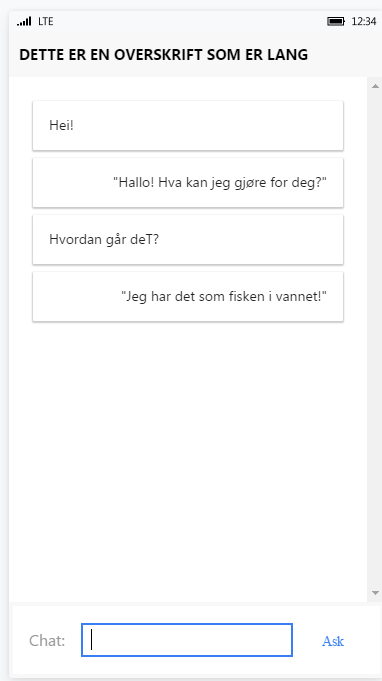 LTE 12:34
DETTE ER EN OVERSKRIFT SOM ER LANG
Hei!
"Hallo! Hva kan jeg gjøre for deg?"
Hvordan går deT?
"Jeg har det som fisken i vannet!"
Chat: Ask